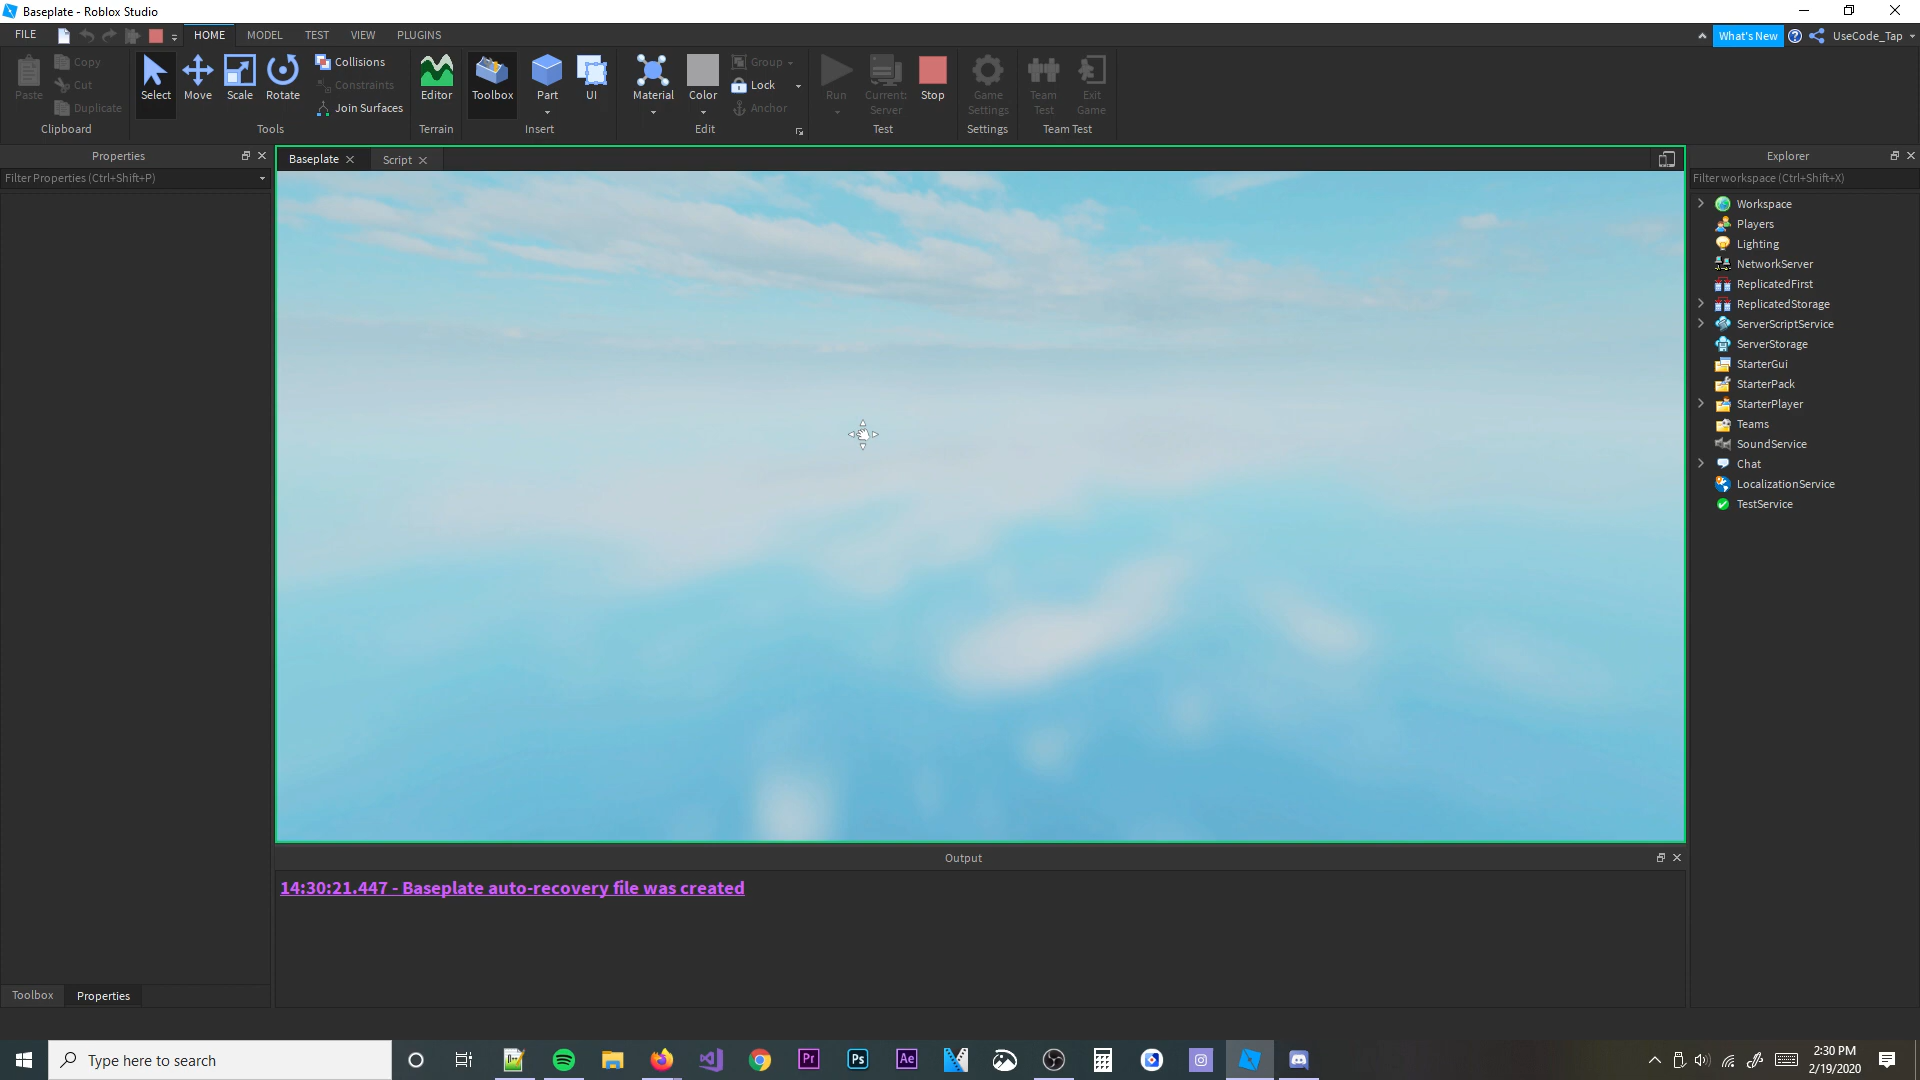 Baseplate - Roblox Studio
FILE
HOME
MODEL
TEST
VIEW
PLUGINS
What's New
UseCode_Tap
Paste
Copy
Cut
Duplicate
Clipboard
Select
Move
Scale
Rotate
Collisions
Constraints
Join Surfaces
Tools
Editor
Terrain
Toolbox
Part
UI
Insert
Material
Color
Group
Lock
Anchor
Edit
Run
Current:
Server
Stop
Test
Game
Settings
Settings
Team
Test
Exit
Game
Team Test
Properties
Filter Properties (Ctrl+Shift+P)
Baseplate
Script
Explorer
Filter workspace (Ctrl+Shift+X)
Workspace
Players
Lighting
NetworkServer
ReplicatedFirst
ReplicatedStorage
ServerScriptService
ServerStorage
StarterGui
StarterPack
StarterPlayer
Teams
SoundService
Chat
LocalizationService
TestService
Output
14:30:21.447 - Baseplate auto-recovery file was created
Toolbox
Properties
Type here to search
Pr
Ps
Ae
2:30 PM
2/19/2020